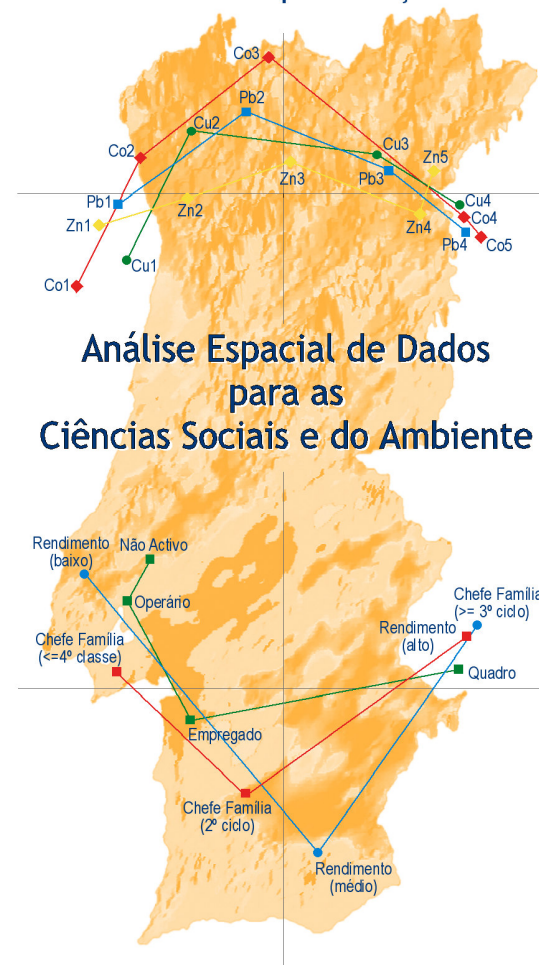 Co3
Pb2
Cu2
Co2
Cu3
Zn5
Zn3
Pb3
Pb1
Zn2
Cu4
Zn1
Zn4
Co4
Pb4
Co5
Cu1
Co1
Análise Espacial de Dados
para as
Ciências Sociais e do Ambiente
Rendimento
(baixo)
Não Activo
Operário
Chefe Família
(<=4º classe)
Chefe Família
(>= 3º ciclo)
Rendimento
(alto)
Quadro
Empregado
Chefe Família
(2º ciclo)
Rendimento
(médio)